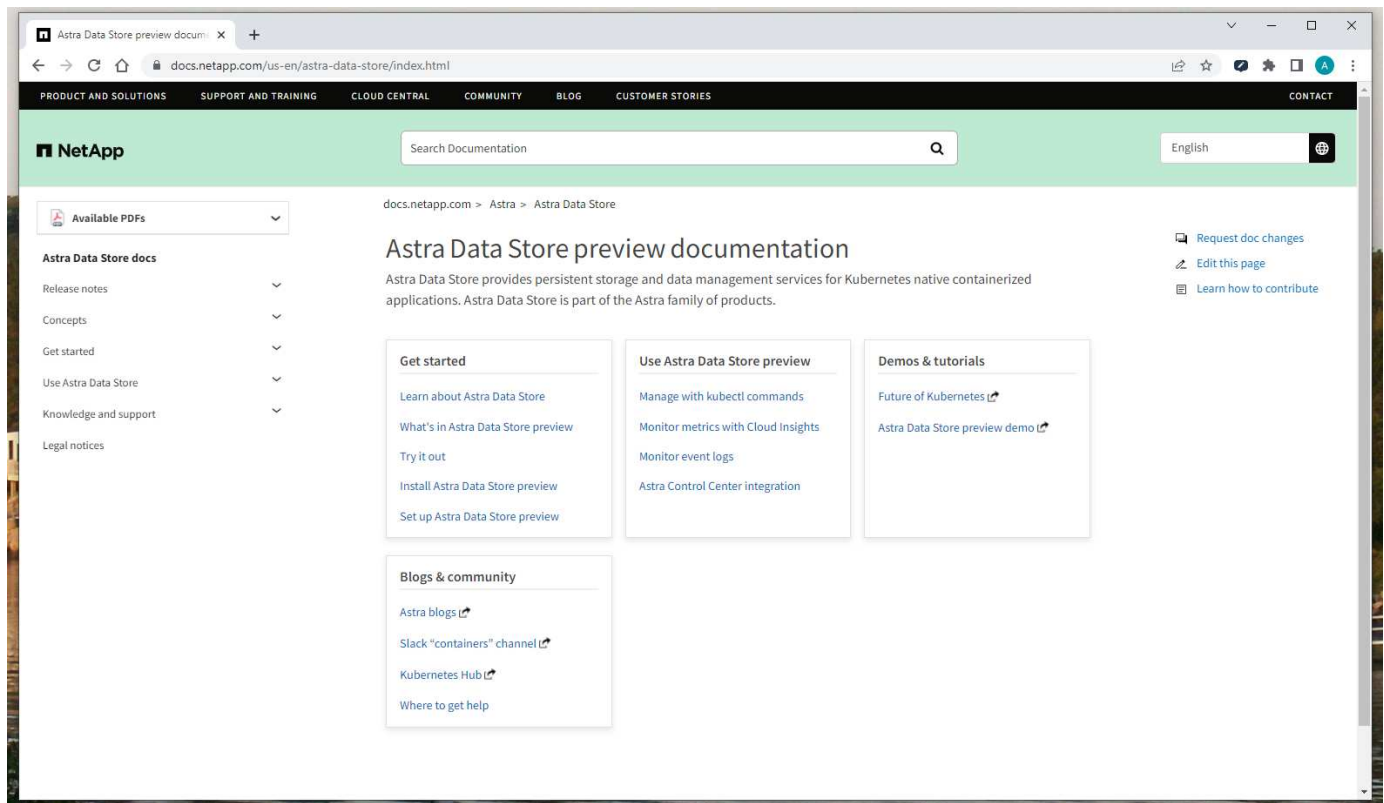 Astra Data Store preview docum
docs.netapp.com/us-en/astra-data-store/index.html
A
PRODUCT AND SOLUTIONS SUPPORT AND TRAINING CLOUD CENTRAL COMMUNITY BLOG CUSTOMER STORIES CONTACT
NetApp
Search Documentation
English
Available PDFs
Astra Data Store docs
Release notes
Concepts
Get started
Use Astra Data Store
Knowledge and support
Legal notices
docs.netapp.com > Astra > Astra Data Store
Astra Data Store preview documentation
Astra Data Store provides persistent storage and data management services for Kubernetes native containerized
applications. Astra Data Store is part of the Astra family of products.
Request doc changes
Edit this page
Learn how to contribute
Get started
Learn about Astra Data Store
What's in Astra Data Store preview
Try it out
Install Astra Data Store preview
Set up Astra Data Store preview
Use Astra Data Store preview
Manage with kubectl commands
Monitor metrics with Cloud Insights
Monitor event logs
Astra Control Center integration
Demos & tutorials
Future of Kubernetes
Astra Data Store preview demo
Blogs & community
Astra blogs
Slack “containers” channel
Kubernetes Hub
Where to get help